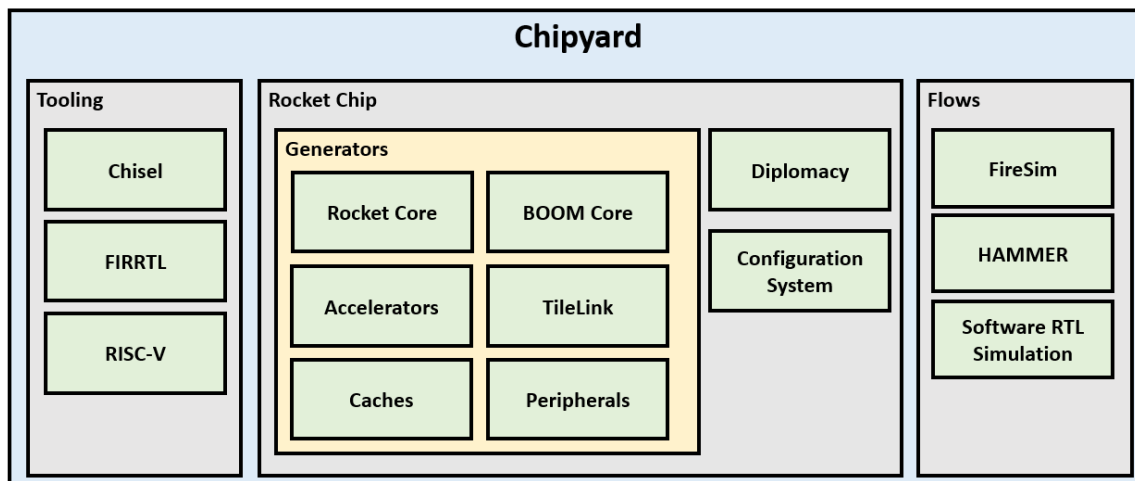 Chipyard
Tooling
Chisel
FIRRTL
RISC-V
Rocket Chip
Generators
Rocket Core
BOOM Core
Accelerators
TileLink
Caches
Peripherals
Diplomacy
Configuration
System
Flows
FireSim
HAMMER
Software RTL
Simulation